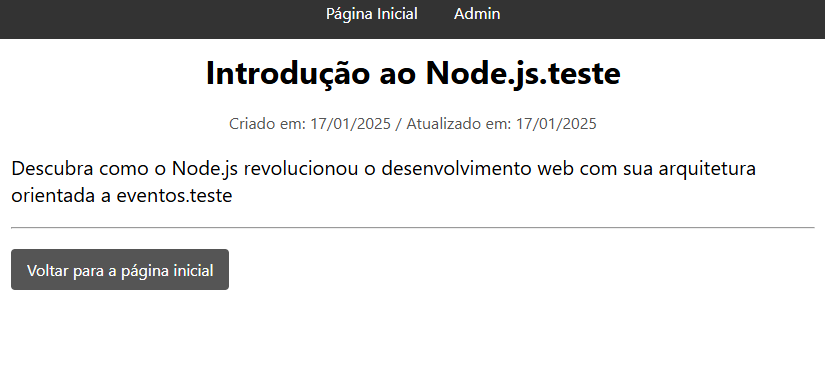 Página Inicial Admin
Introdução ao Node.js.teste
Criado em: 17/01/2025 / Atualizado em: 17/01/2025
Descubra como o Node.js revolucionou o desenvolvimento web com sua arquitetura
orientada a eventos.teste
Voltar para a página inicial